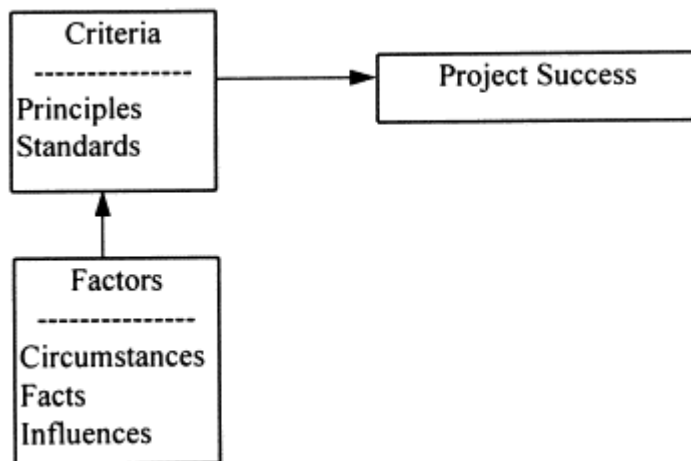 Criteria
---------------
Principles
Standards
Project Success
Factors
---------------
Circumstances
Facts
Influences